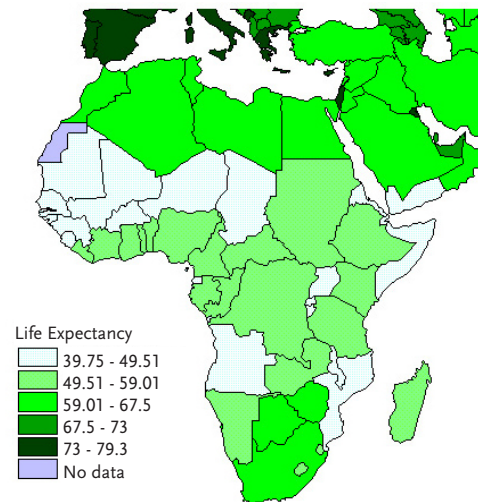 Life Expectancy
39.75 - 49.51
49.51 - 59.01
59.01 - 67.5
67.5 - 73
73 - 79.3
No data